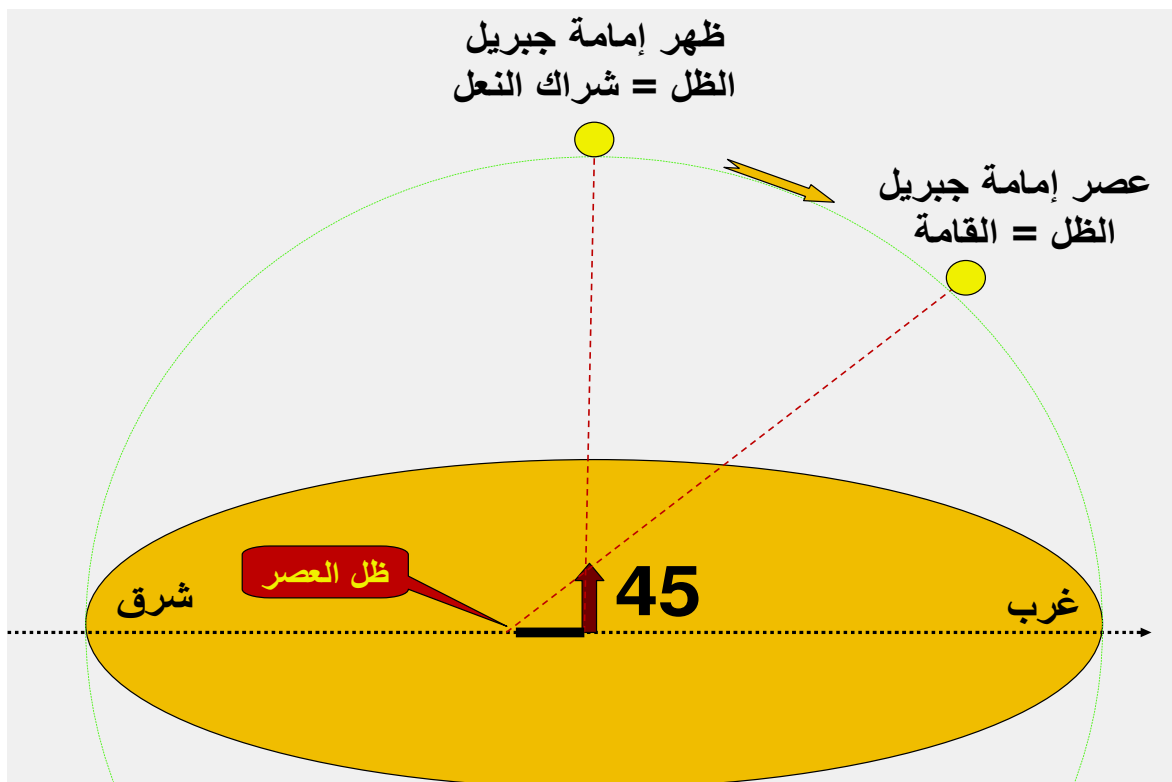 ظهر إمامة جبريل
الظل = شراك النعل
عصر إمامة جبريل
الظل = القامة
ظل العصر
45
شرق
غرب